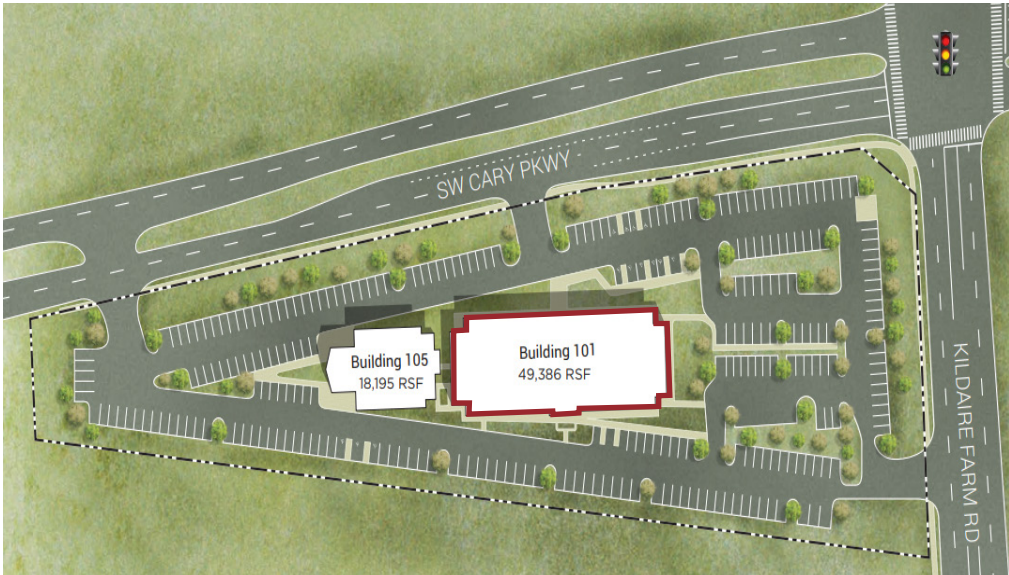 SW CARY PKWY
Building 105
18,195 RSF
Building 101
49,386 RSF
KILDAIRE FARM RD